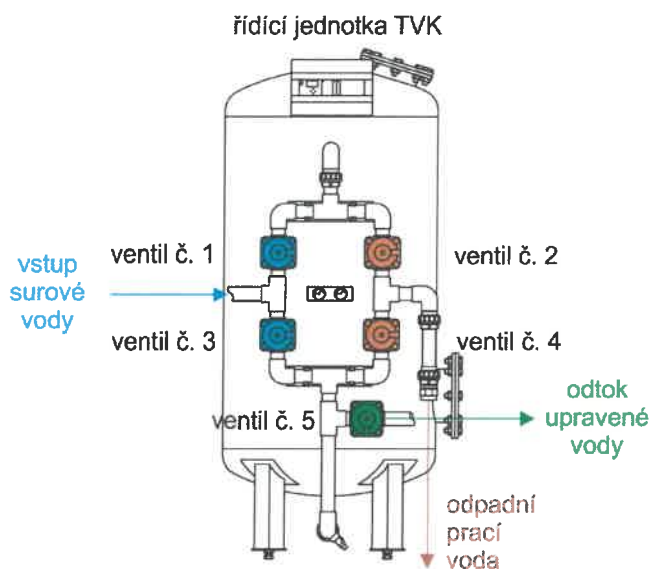 řídící jednotka TVK
ventil č. 1
ventil č. 2
vstup
surové
vody
ventil č. 3
ventil č. 4
odtok
upravené
vody
ventil č. 5
odpadní
prací
voda